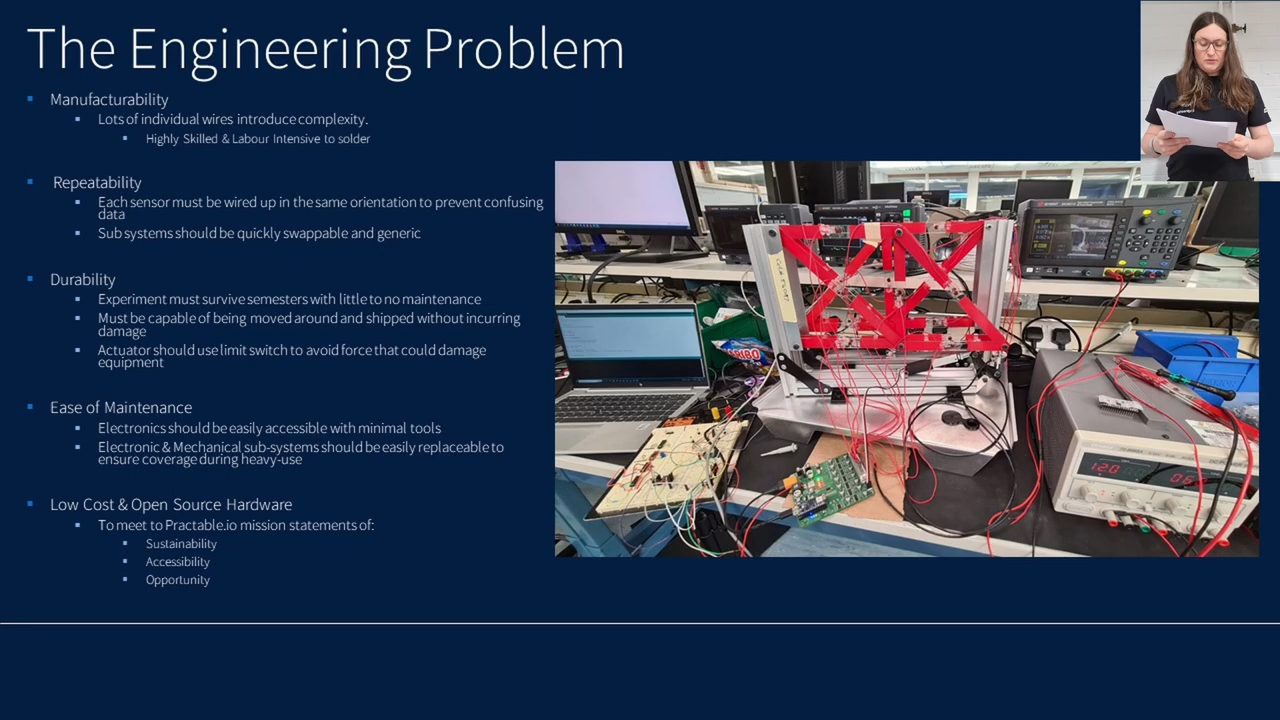 The Engineering Problem
Manufacturability
Lots of individual wires introduce complexity.
Highly Skilled & Labour Intensive to solder
Repeatability
Each sensor must be wired up in the same orientation to prevent confusing
data
Sub systems should be quickly swappable and generic
Durability
Experiment must survive semesters with little to no maintenance
Must be capable of being moved around and shipped without incurring
damage
Actuator should use limit switch to avoid force that could damage
equipment
Ease of Maintenance
Electronics should be easily accessible with minimal tools
Electronic & Mechanical sub-systems should be easily replaceable to
ensure coverage during heavy-use
Low Cost & Open Source Hardware
To meet to Practable.io mission statements of:
Sustainability
Accessibility
Opportunity
HARIBO
DELL
120